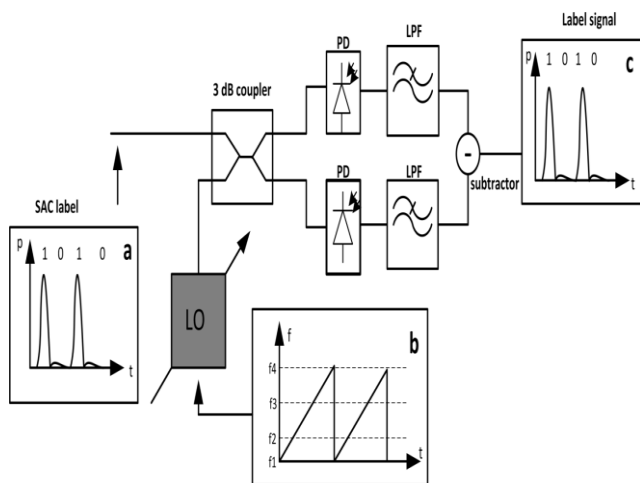 Label signal
LPF
PD
c
p 1 0 1 0
3 dB coupler
t
-
subtractor
PD
LPF
SAC label
p 1 0 1 0 a
t
LO
f
b
f4
f3
f2
f1
t